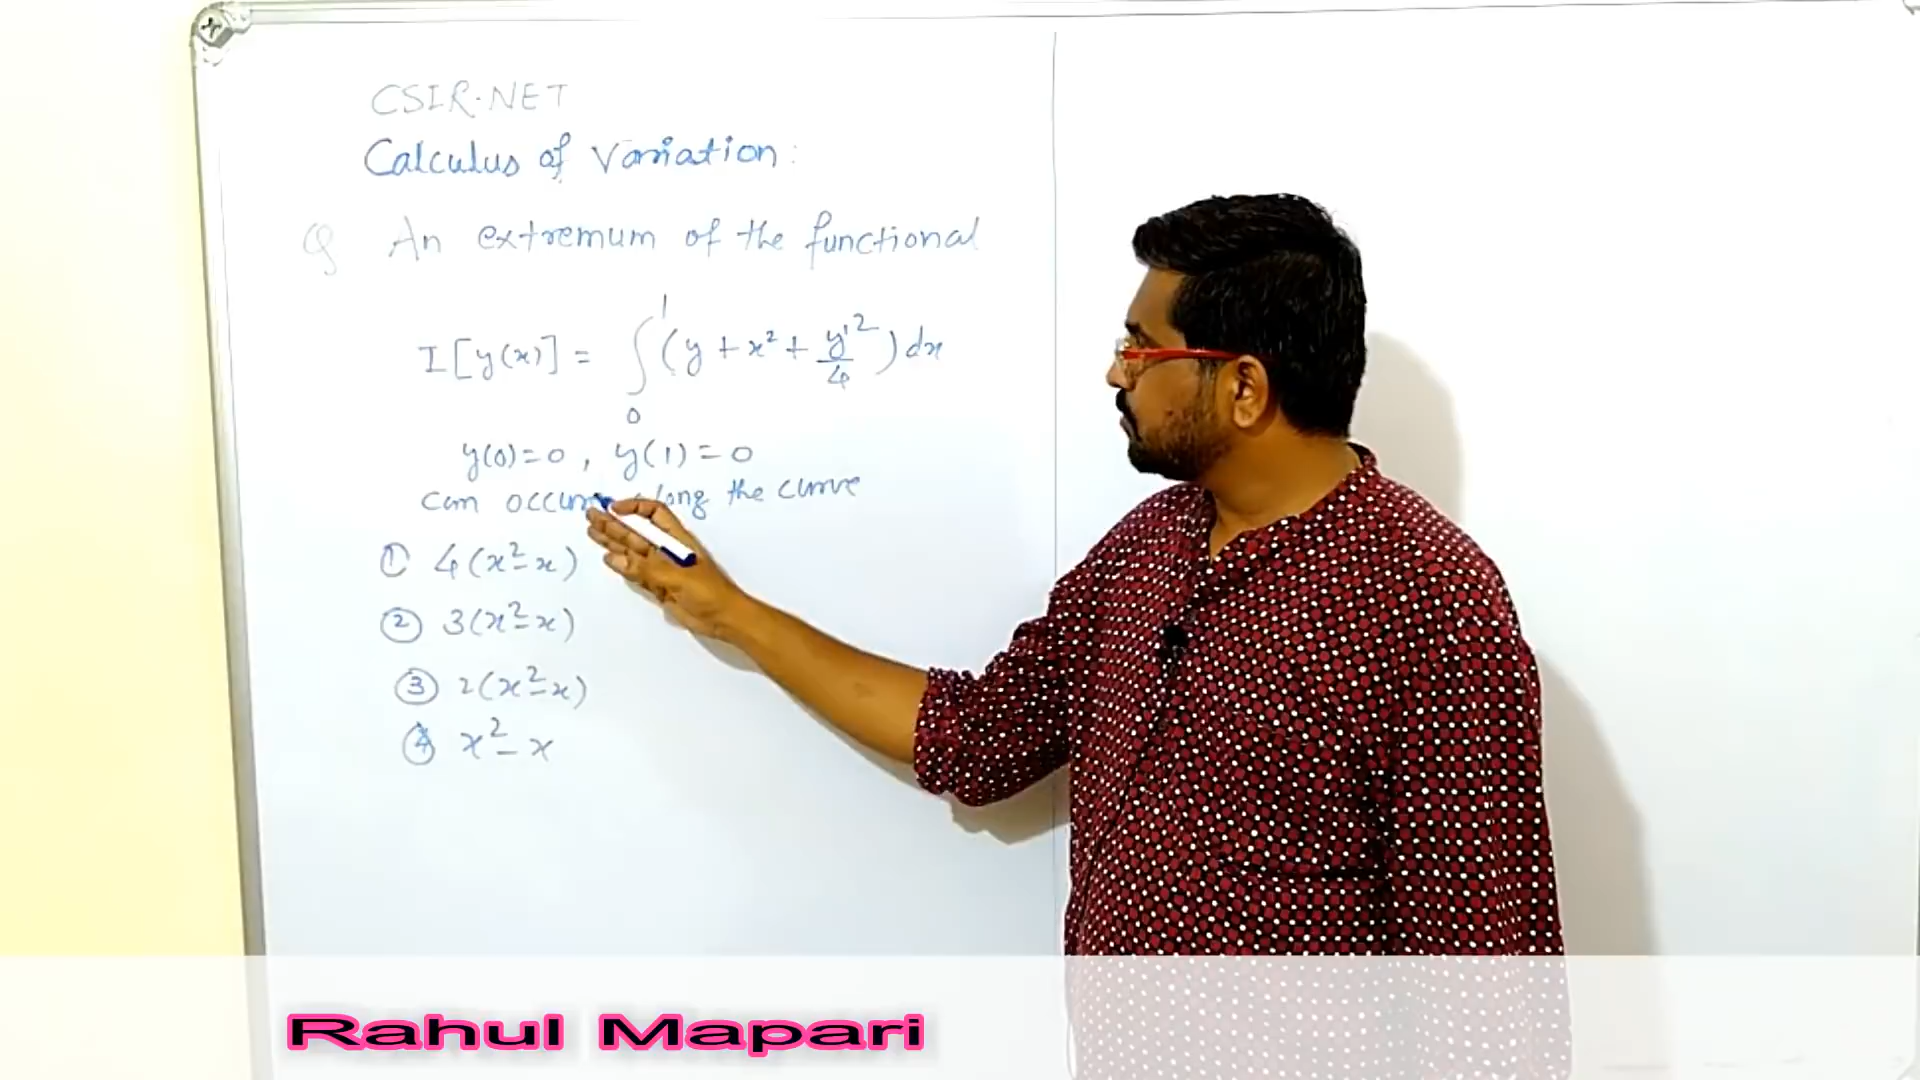 CSIR-NET
Calculus of Variation:
Q An extremum of the functional
I[y(x)] = ∫₀¹ (y + x² + y'²/4) dx
y(0)=0, y(1)=0
can occur along the curve
① 4(x²-x)
② 3(x²-x)
③ 2(x²-x)
④ x²-x
Rahul Mapari